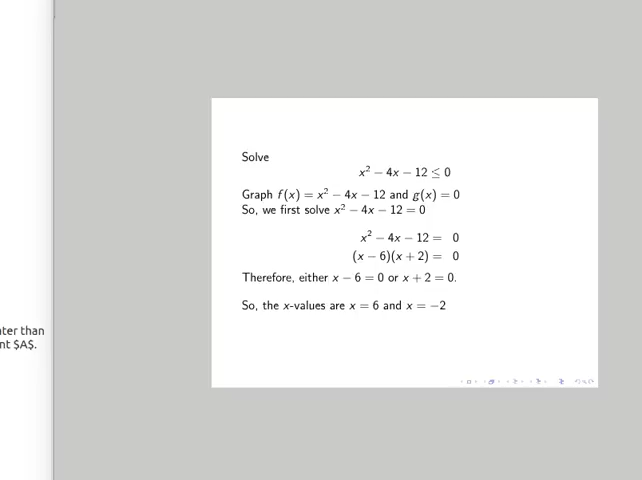 Solve
x² − 4x − 12 ≤ 0
Graph f(x) = x² − 4x − 12 and g(x) = 0
So, we first solve x² − 4x − 12 = 0
x² − 4x − 12 = 0
(x − 6)(x + 2) = 0
Therefore, either x − 6 = 0 or x + 2 = 0.
So, the x-values are x = 6 and x = −2
ater than
nt $A$.